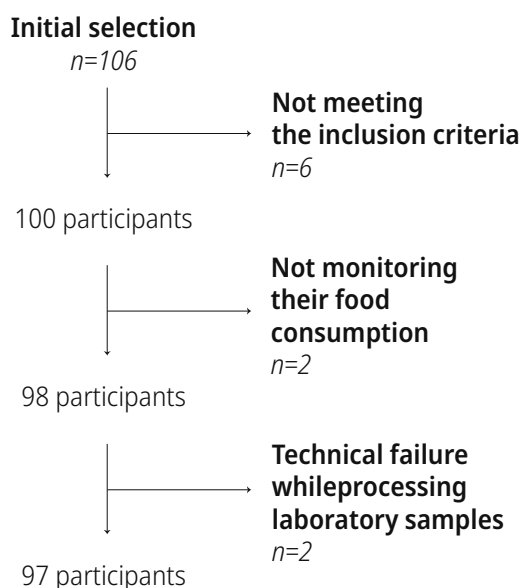 Initial selection
n=106
Not meeting
the inclusion criteria
n=6
100 participants
Not monitoring
their food
consumption
n=2
98 participants
Technical failure
whileprocessing
laboratory samples
n=2
97 participants